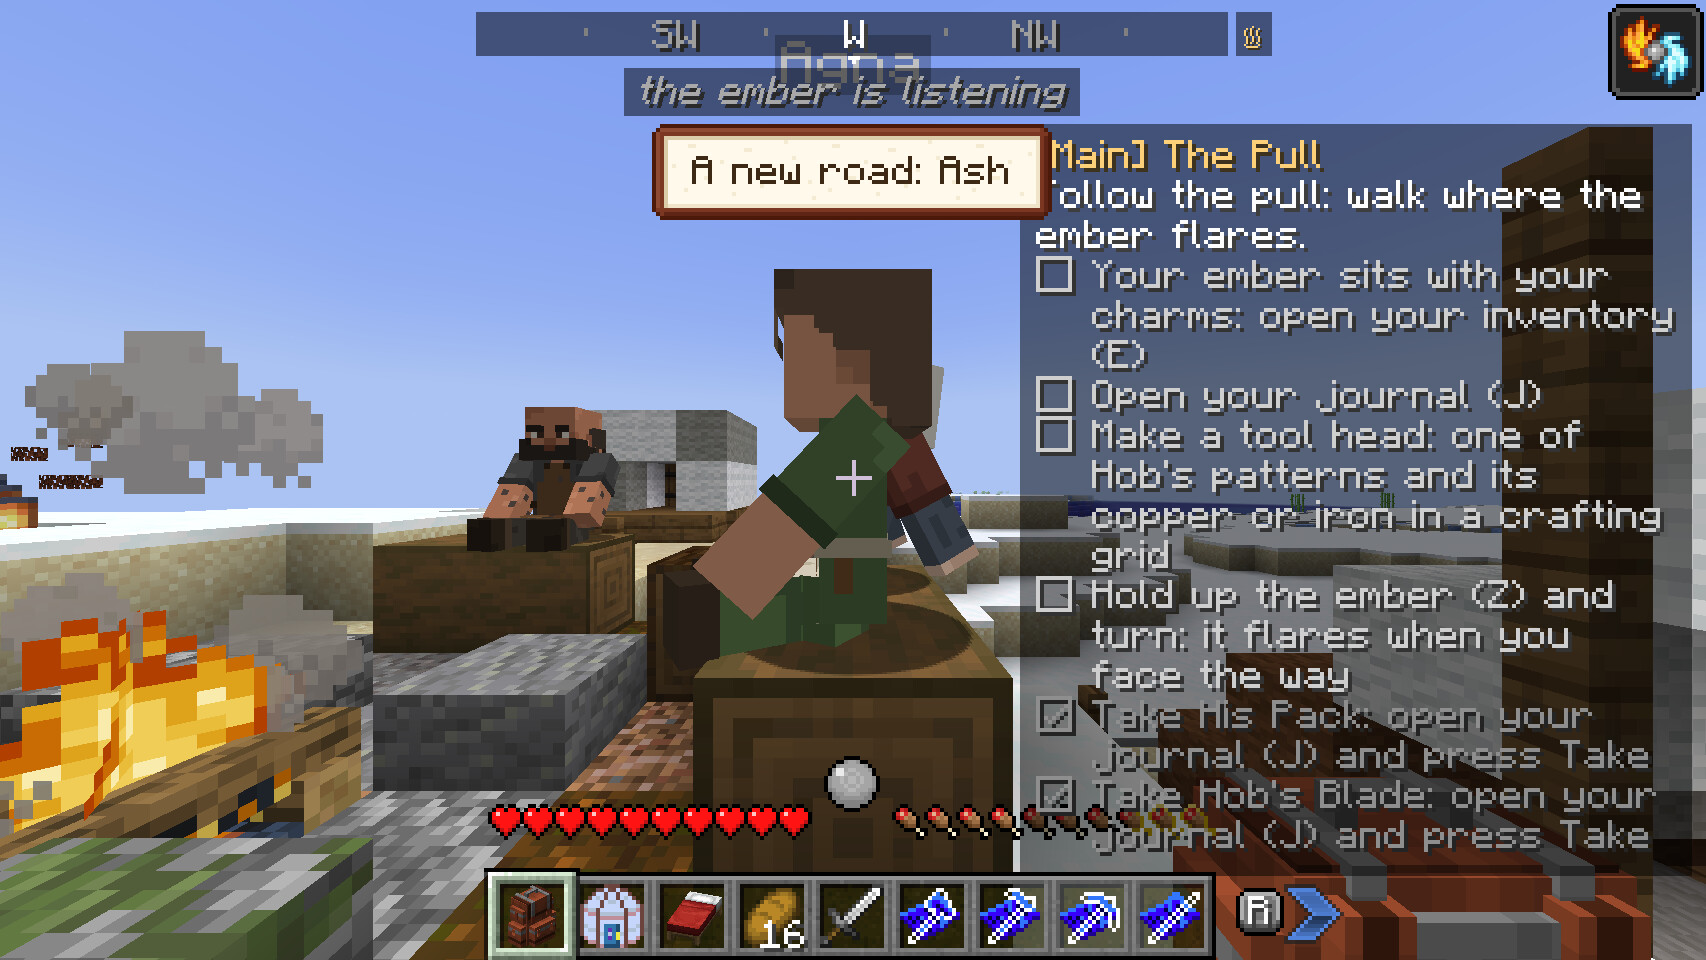 SW W NW
Agna
the ember is listening
A new road: Ash
Main] The Pull
Follow the pull: walk where the
ember flares.
Your ember sits with your
charms: open your inventory
(E)
Open your journal (J)
Make a tool head: one of
Hob's patterns and its
copper or iron in a crafting
grid
Hold up the ember (Z) and
turn: it flares when you
face the way
Take His Pack: open your
journal (J) and press Take
Take Hob's Blade: open your
journal (J) and press Take
16
R